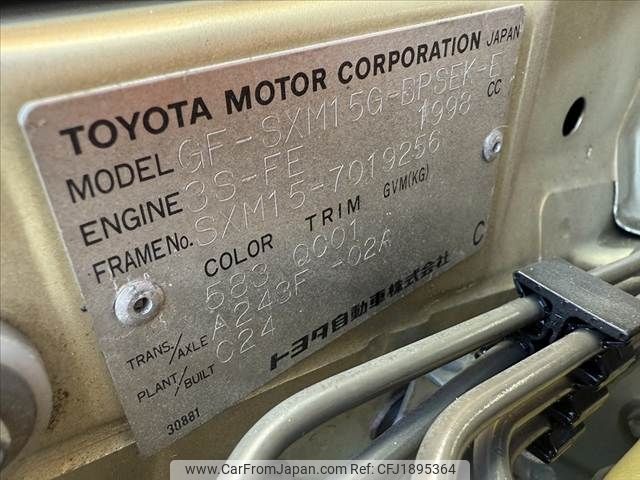 TOYOTA MOTOR CORPORATION JAPAN
MODEL GF-SXM15G-BPSEK-E
ENGINE 3S-FE 1998 CC
FRAME No. SXM15-7019256
COLOR TRIM GVM(KG)
583 QC01
TRANS/AXLE A243F -02A C
PLANT/BUILT C24
トヨタ自動車株式会社
30881
www.CarFromJapan.com copyright CFJ1895364